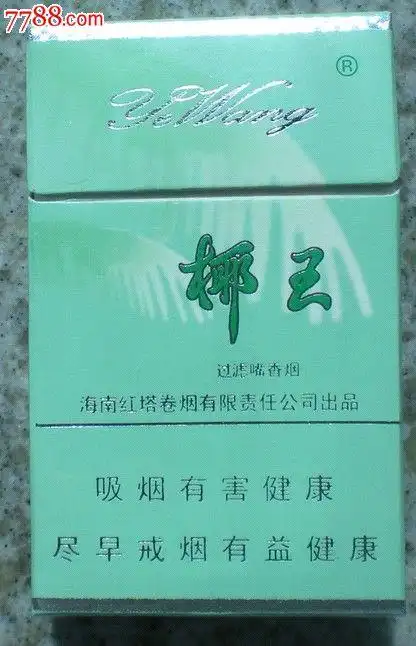 7788.com
®
YeWang
椰王
过滤嘴香烟
海南红塔卷烟有限责任公司出品
吸烟有害健康
尽早戒烟有益健康